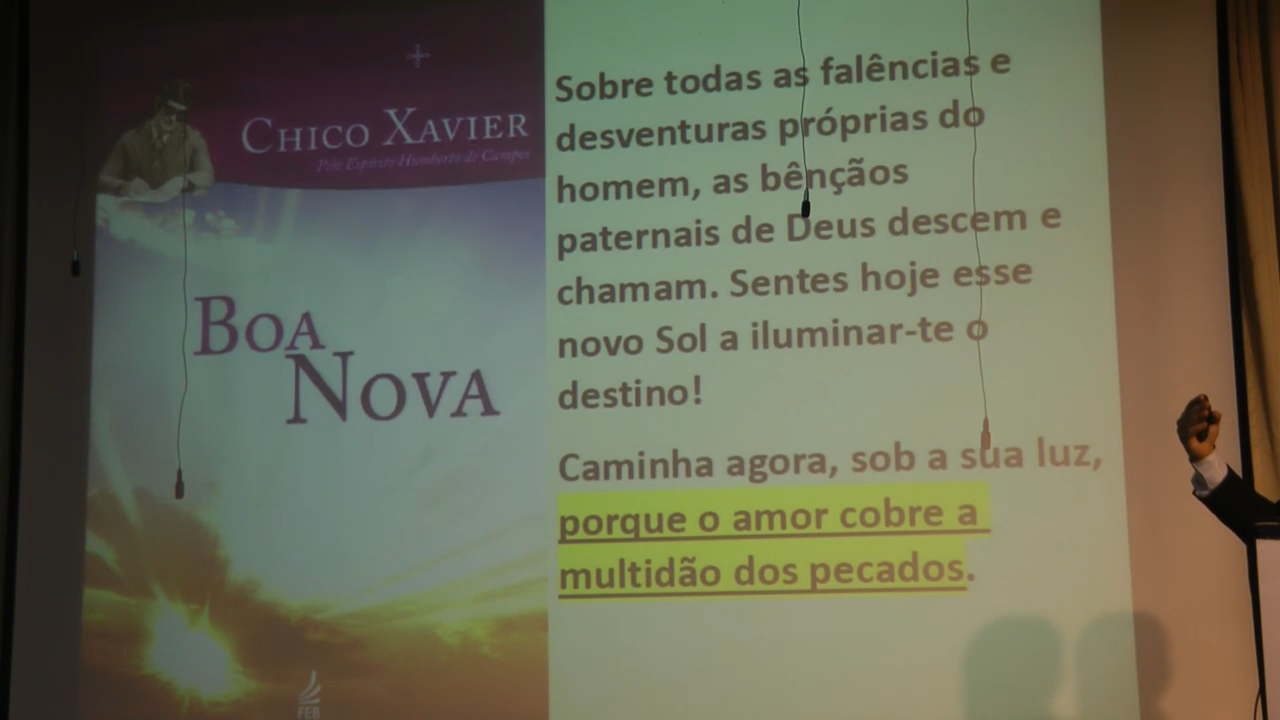 CHICO XAVIER
Pelo Espírito Humberto de Campos
BOA
NOVA
FEB
Sobre todas as falências e
desventuras próprias do
homem, as bênçãos
paternais de Deus descem e
chamam. Sentes hoje esse
novo Sol a iluminar-te o
destino!
Caminha agora, sob a sua luz,
porque o amor cobre a
multidão dos pecados.